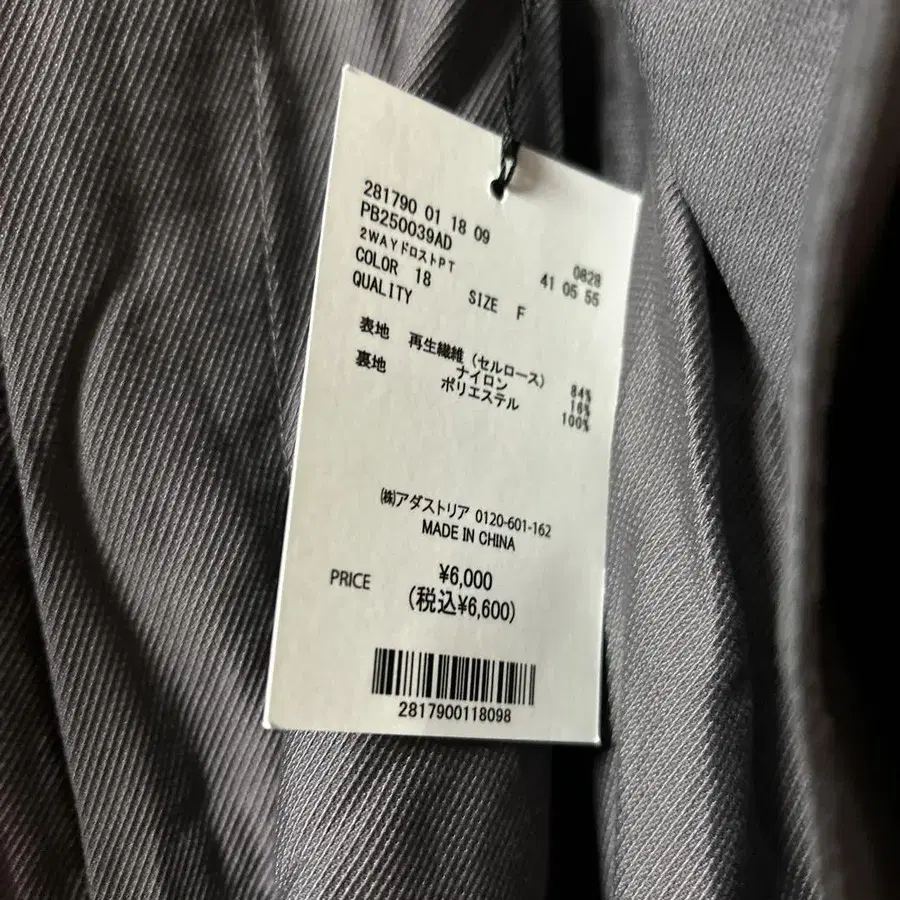 281790 01 18 09
PB250039AD 0828
2WAYドロストPT 41 05 55
COLOR 18 SIZE F
QUALITY
表地 再生繊維(セルロース) 84%
ナイロン 16%
裏地 ポリエステル 100%
㈱アダストリア 0120-601-162
MADE IN CHINA
PRICE ¥6,000
(税込¥6,600)
2817900118098